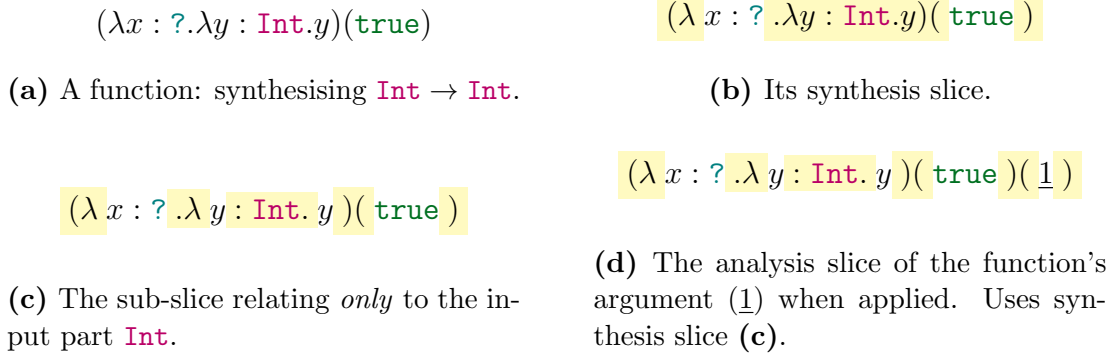 (λx : ?.λy : Int.y)(true)
(a) A function: synthesising Int → Int.
(λ x : ? .λy : Int.y)( true )
(b) Its synthesis slice.
(λ x : ? .λ y : Int. y )( true )
(c) The sub-slice relating only to the in-
put part Int.
(λ x : ? .λ y : Int. y )( true )( 1 )
(d) The analysis slice of the function's
argument (1) when applied. Uses syn-
thesis slice (c).